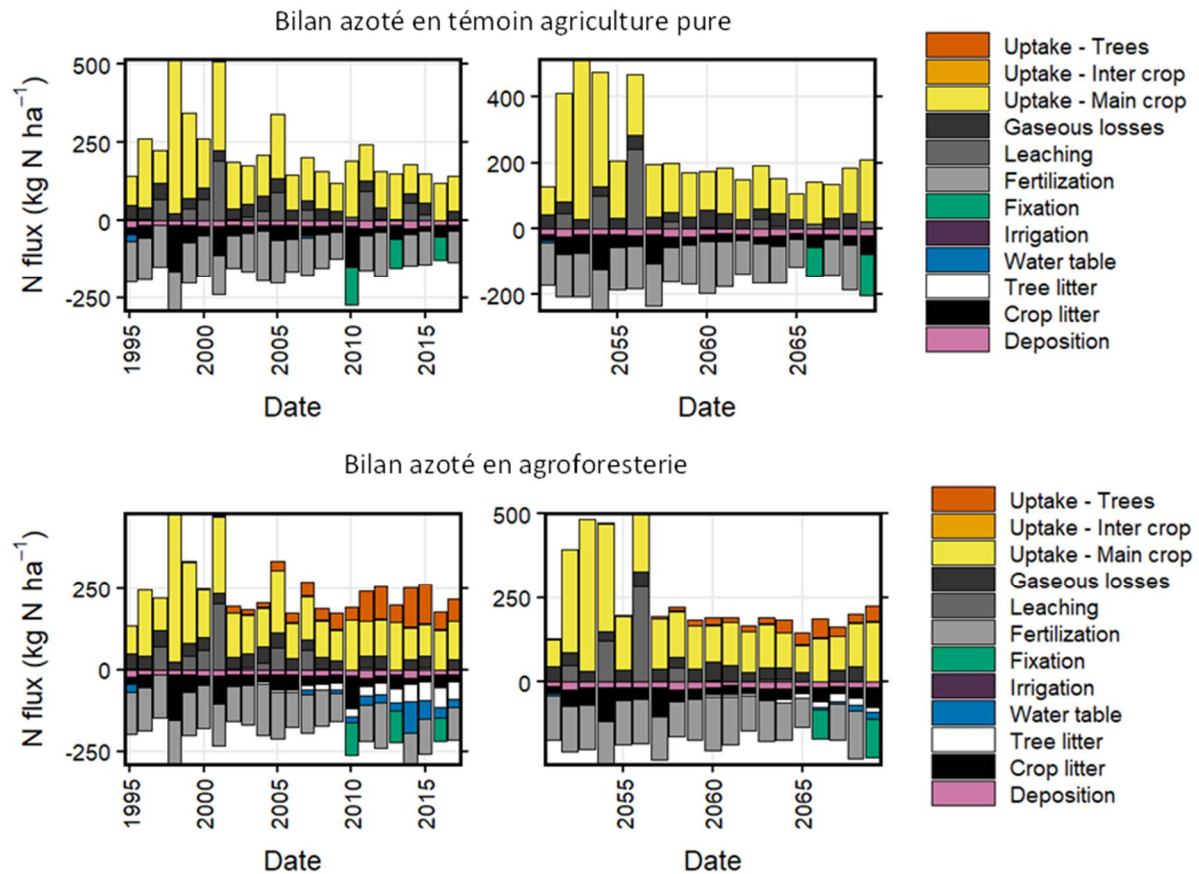 Bilan azoté en témoin agriculture pure
N flux (kg N ha⁻¹)
500
250
0
-250
1995
2000
2005
2010
2015
Date
400
200
0
-200
2055
2060
2065
Date
Uptake - Trees
Uptake - Inter crop
Uptake - Main crop
Gaseous losses
Leaching
Fertilization
Fixation
Irrigation
Water table
Tree litter
Crop litter
Deposition
Bilan azoté en agroforesterie
N flux (kg N ha⁻¹)
250
0
-250
1995
2000
2005
2010
2015
Date
500
250
0
2055
2060
2065
Date
Uptake - Trees
Uptake - Inter crop
Uptake - Main crop
Gaseous losses
Leaching
Fertilization
Fixation
Irrigation
Water table
Tree litter
Crop litter
Deposition